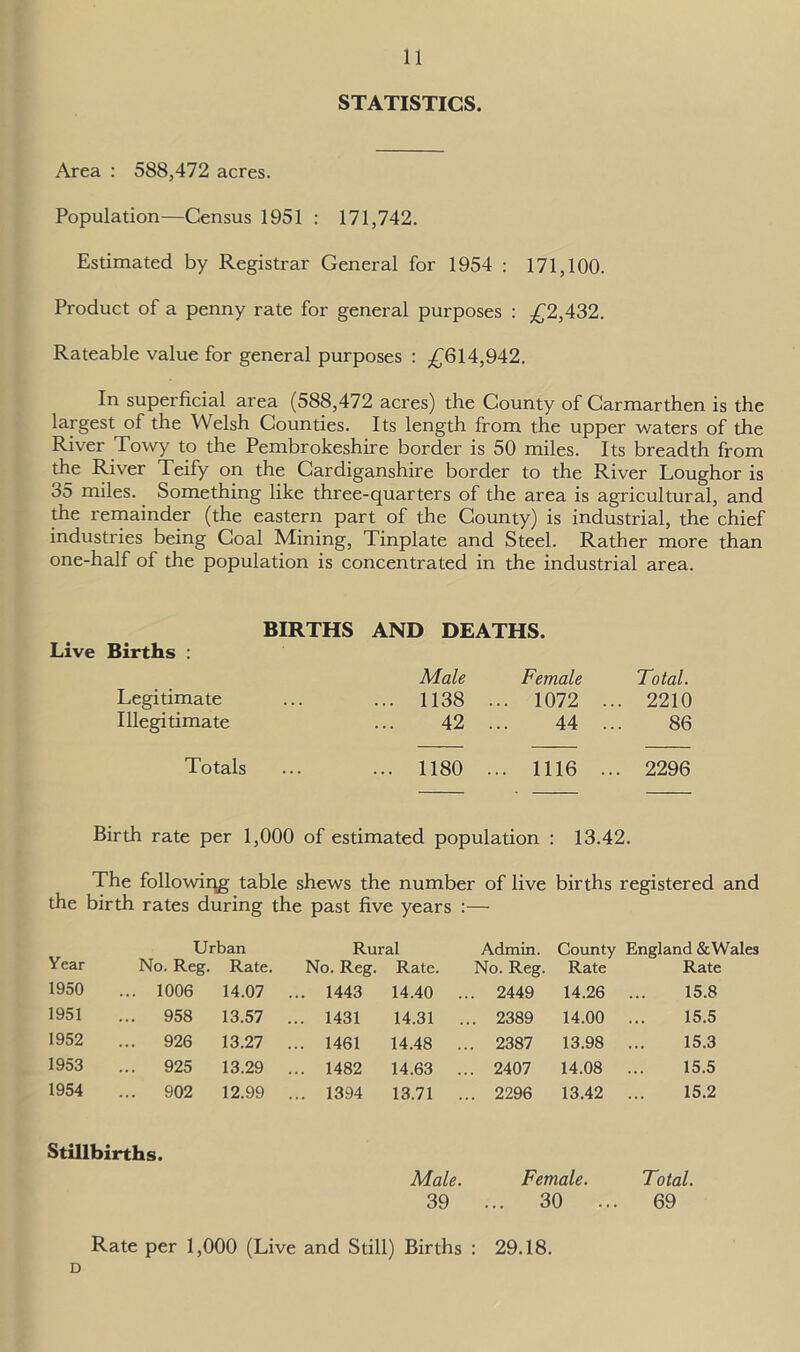 11
STATISTICS.
Area : 588,472 acres.
Population—Census 1951 : 171,742.
Estimated by Registrar General for 1954 : 171,100.
Product of a penny rate for general purposes : £2,432.
Rateable value for general purposes : £614,942.
In superficial area (588,472 acres) the County of Carmarthen is the
largest of the Welsh Counties. Its length from the upper waters of the
River Towy to the Pembrokeshire border is 50 miles. Its breadth from
the River Teify on the Cardiganshire border to the River Loughor is
35 miles. Something like three-quarters of the area is agricultural, and
the remainder (the eastern part of the County) is industrial, the chief
industries being Coal Mining, Tinplate and Steel. Rather more than
one-half of the population is concentrated in the industrial area.
BIRTHS AND DEATHS.
Live Births :
Male Female Total.
Legitimate ... ... 1138 ... 1072 ... 2210
Illegitimate ... 42 ... 44 ... 86
Totals ... ... 1180 ... 1116 ... 2296
Birth rate per 1,000 of estimated population : 13.42.
The following table shews the number of live births registered and
the birth rates during the past five years :—
Urban Rural Admin. County England &Wales
Year No. Reg. Rate. No. Reg. Rate. No. Reg. Rate Rate
1950 ... 1006 14.07 ... 1443 14.40 ... 2449 14.26 ... 15.8
1951 ... 958 13.57 ... 1431 14.31 ... 2389 14.00 ... 15.5
1952 ... 926 13.27 ... 1461 14.48 ... 2387 13.98 ... 15.3
1953 ... 925 13.29 ... 1482 14.63 ... 2407 14.08 ... 15.5
1954 ... 902 12.99 ... 1394 13.71 ... 2296 13.42 ... 15.2
Stillbirths.
Male. Female. Total.
39 ... 30 ... 69
Rate per 1,000 (Live and Still) Births : 29.18.
D